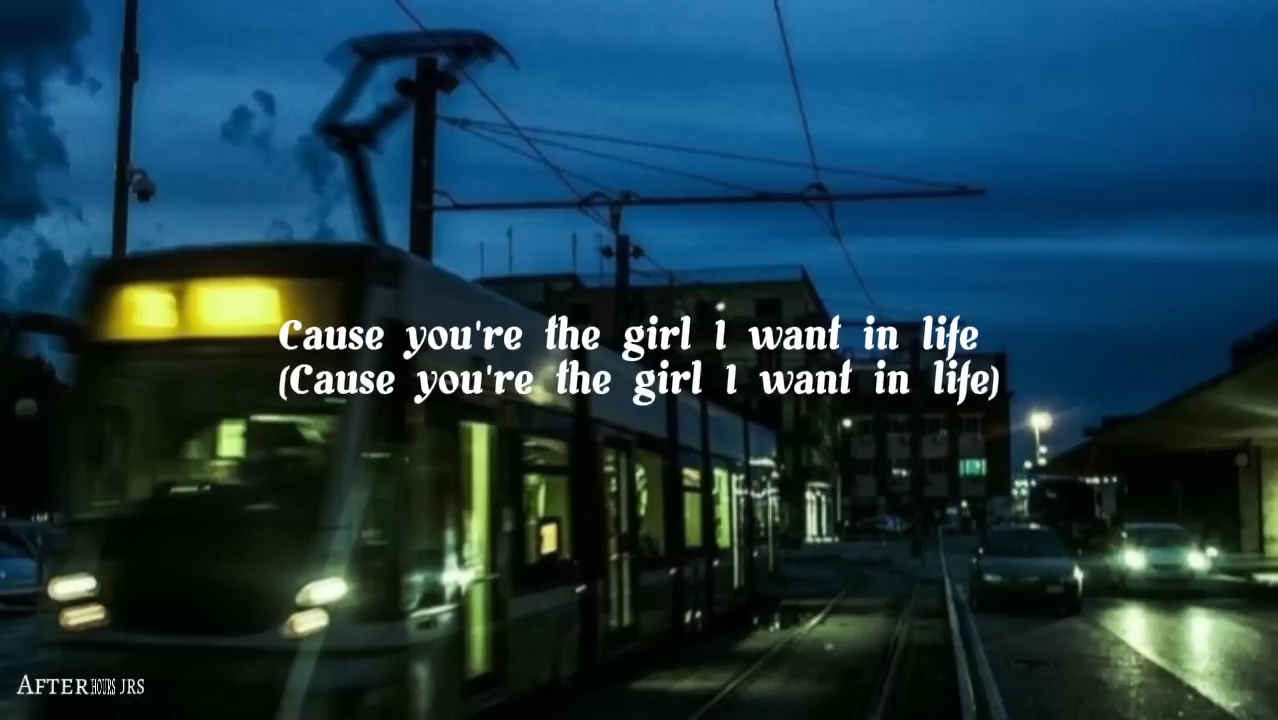 Cause you're the girl I want in life
(Cause you're the girl I want in life)
AFTER HOURS JRS